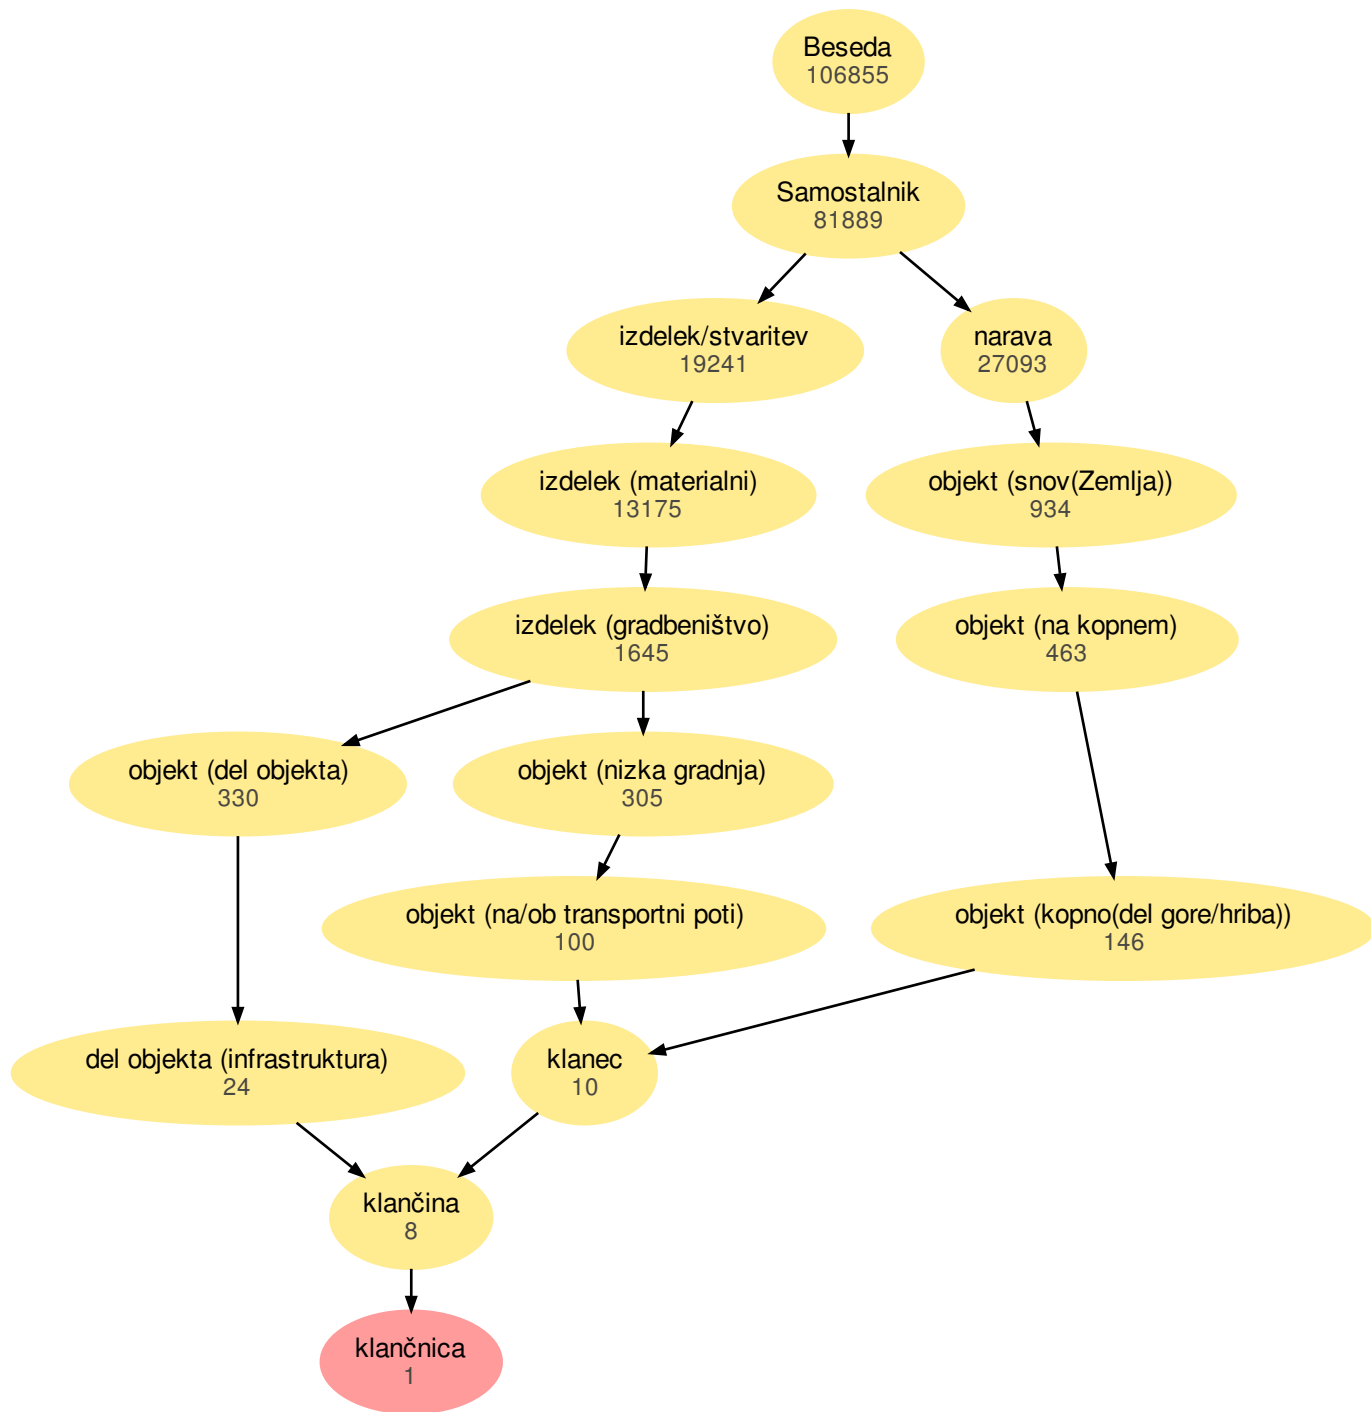 Beseda
106855
Samostalnik
81889
izdelek/stvaritev
19241
narava
27093
izdelek (materialni)
13175
objekt (snov(Zemlja))
934
izdelek (gradbeništvo)
1645
objekt (na kopnem)
463
objekt (del objekta)
330
objekt (nizka gradnja)
305
objekt (na/ob transportni poti)
100
objekt (kopno(del gore/hriba))
146
del objekta (infrastruktura)
24
klanec
10
klančina
8
klančnica
1